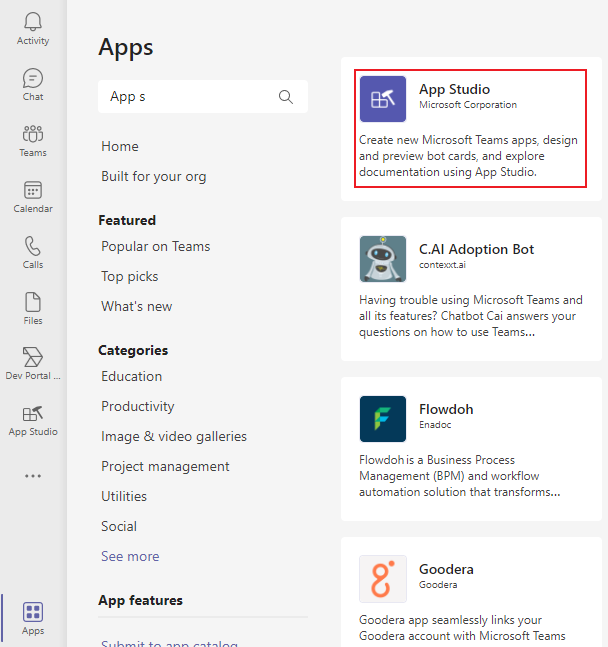 Activity
Chat
Teams
Calendar
Calls
Files
Dev Portal ...
App Studio
Apps
Apps
App s
Home
Built for your org
Featured
Popular on Teams
Top picks
What's new
Categories
Education
Productivity
Image & video galleries
Project management
Utilities
Social
See more
App features
Submit to app catalog
App Studio
Microsoft Corporation
Create new Microsoft Teams apps, design
and preview bot cards, and explore
documentation using App Studio.
C.AI Adoption Bot
contexxt.ai
Having trouble using Microsoft Teams and
all its features? Chatbot Cai answers your
questions on how to use Teams...
Flowdoh
Enadoc
Flowdoh is a Business Process
Management (BPM) and workflow
automation solution that transforms...
Goodera
Goodera
Goodera app seamlessly links your
Goodera account with Microsoft Teams